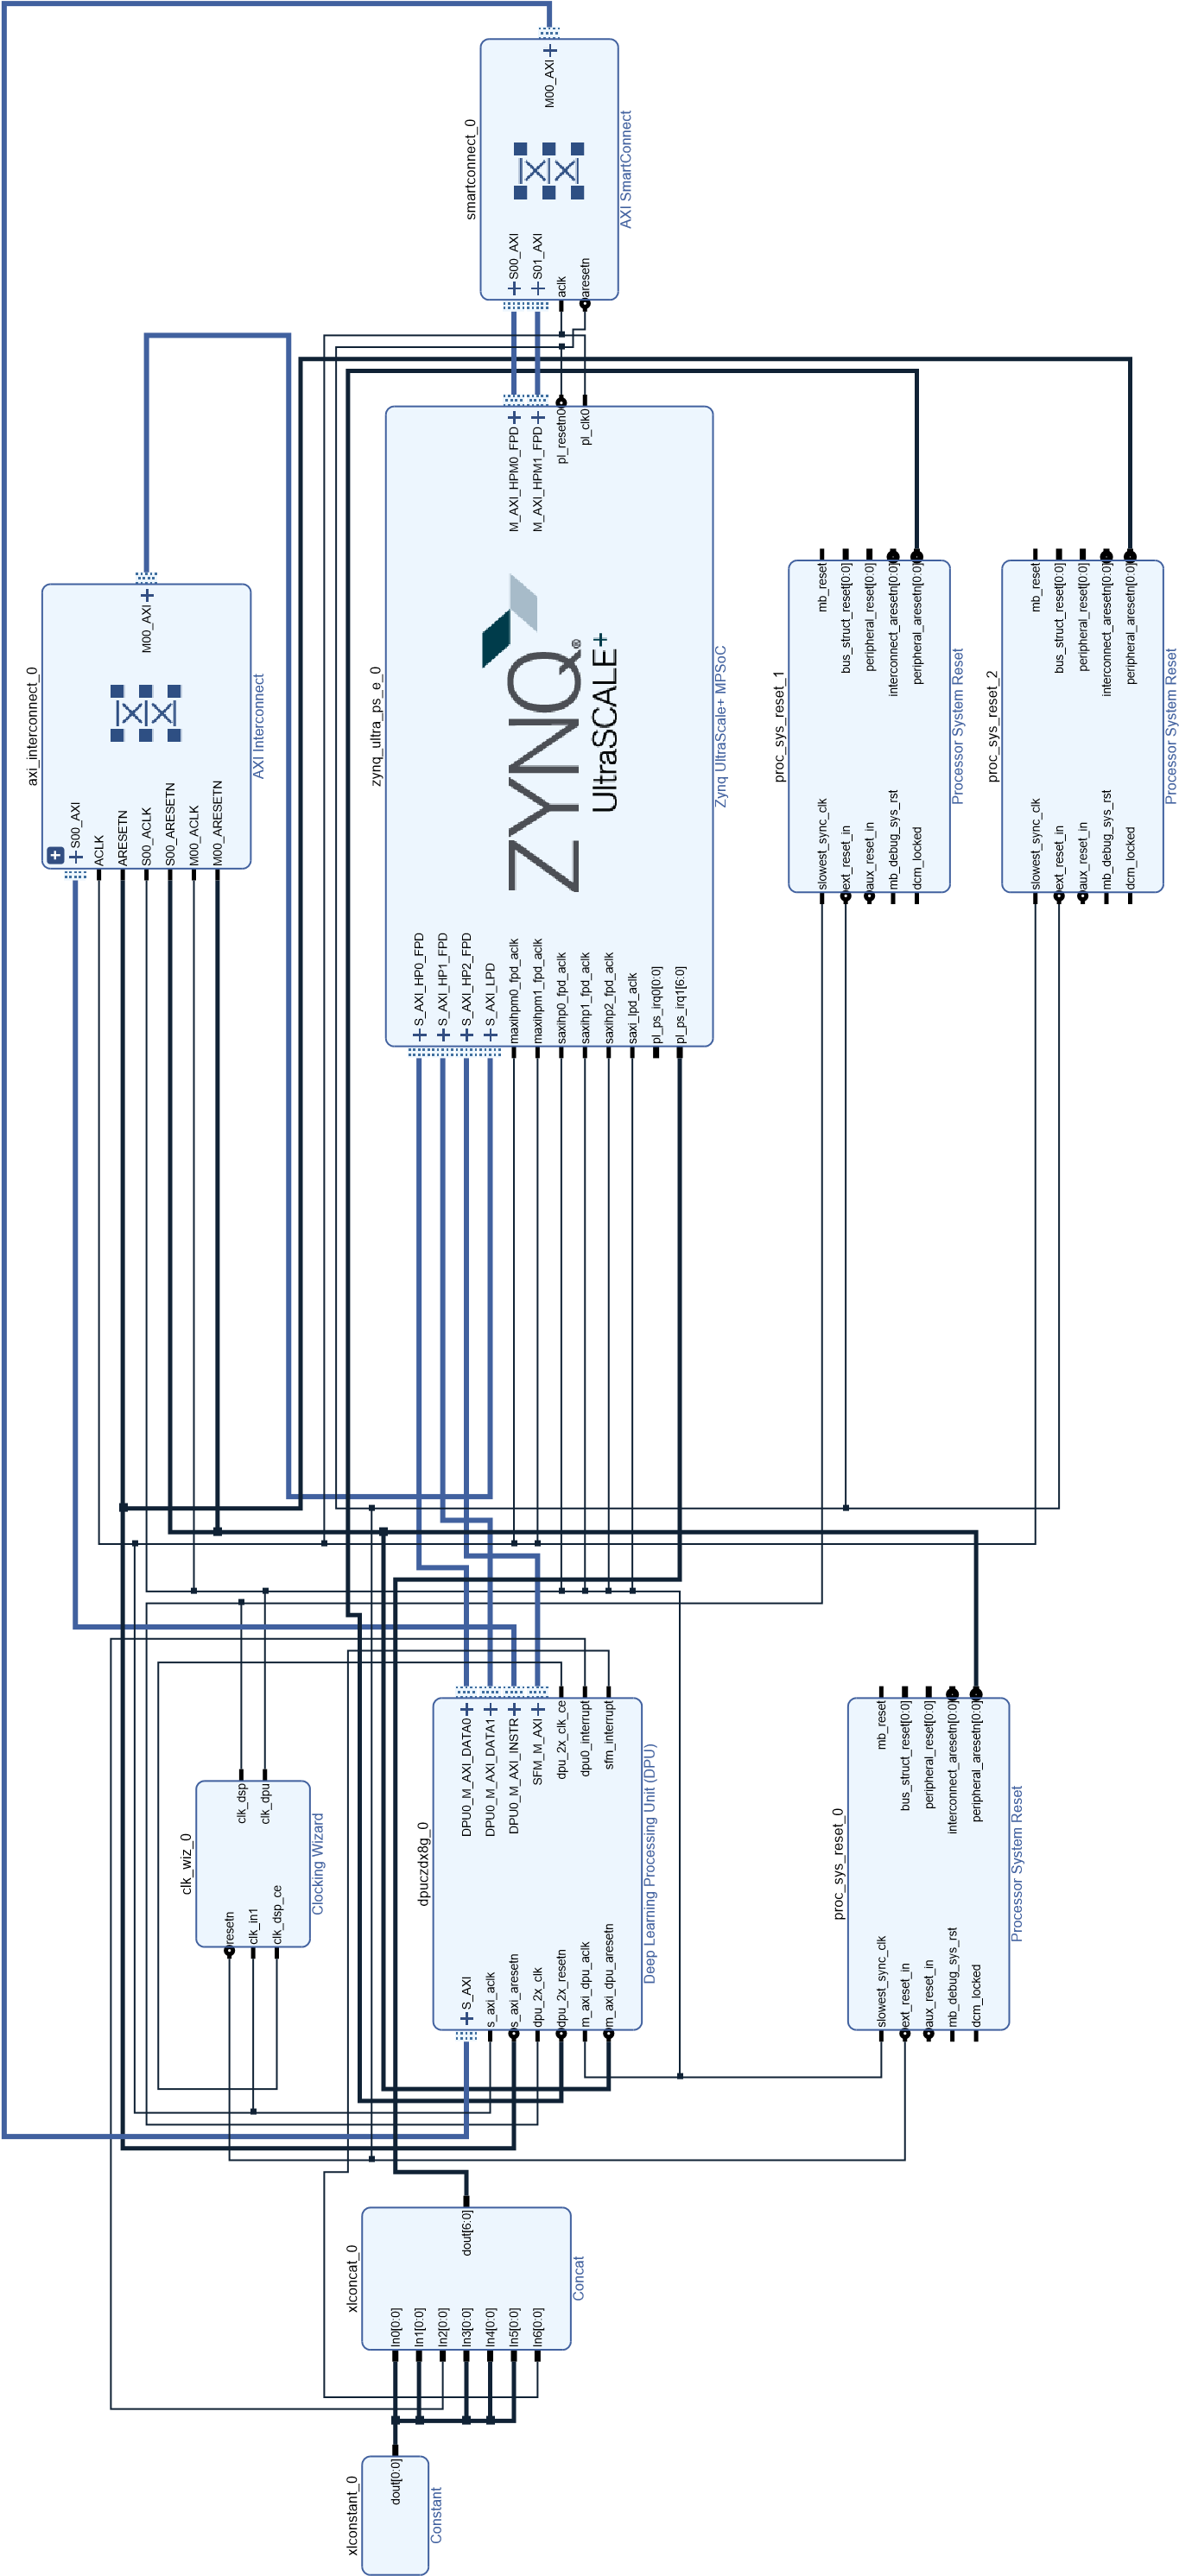 smartconnect_0
S00_AXI
S01_AXI
aclk
aresetn
M00_AXI
AXI SmartConnect
axi_interconnect_0
S00_AXI
ACLK
ARESETN
S00_ACLK
S00_ARESETN
M00_ACLK
M00_ARESETN
M00_AXI
AXI Interconnect
zynq_ultra_ps_e_0
S_AXI_HP0_FPD
S_AXI_HP1_FPD
S_AXI_HP2_FPD
S_AXI_LPD
maxihpm0_fpd_aclk
maxihpm1_fpd_aclk
saxihp0_fpd_aclk
saxihp1_fpd_aclk
saxihp2_fpd_aclk
saxi_lpd_aclk
pl_ps_irq0[0:0]
pl_ps_irq1[6:0]
ZYNQ®
UltraSCALE+
M_AXI_HPM0_FPD
M_AXI_HPM1_FPD
pl_resetn0
pl_clk0
Zynq UltraScale+ MPSoC
proc_sys_reset_1
slowest_sync_clk
ext_reset_in
aux_reset_in
mb_debug_sys_rst
dcm_locked
mb_reset
bus_struct_reset[0:0]
peripheral_reset[0:0]
interconnect_aresetn[0:0]
peripheral_aresetn[0:0]
Processor System Reset
proc_sys_reset_2
slowest_sync_clk
ext_reset_in
aux_reset_in
mb_debug_sys_rst
dcm_locked
mb_reset
bus_struct_reset[0:0]
peripheral_reset[0:0]
interconnect_aresetn[0:0]
peripheral_aresetn[0:0]
Processor System Reset
clk_wiz_0
resetn
clk_in1
clk_dsp_ce
clk_dsp
clk_dpu
Clocking Wizard
dpuczdx8g_0
S_AXI
s_axi_aclk
s_axi_aresetn
dpu_2x_clk
dpu_2x_resetn
m_axi_dpu_aclk
m_axi_dpu_aresetn
DPU0_M_AXI_DATA0
DPU0_M_AXI_DATA1
DPU0_M_AXI_INSTR
SFM_M_AXI
dpu_2x_clk_ce
dpu0_interrupt
sfm_interrupt
Deep Learning Processing Unit (DPU)
proc_sys_reset_0
slowest_sync_clk
ext_reset_in
aux_reset_in
mb_debug_sys_rst
dcm_locked
mb_reset
bus_struct_reset[0:0]
peripheral_reset[0:0]
interconnect_aresetn[0:0]
peripheral_aresetn[0:0]
Processor System Reset
xlconcat_0
In0[0:0]
In1[0:0]
In2[0:0]
In3[0:0]
In4[0:0]
In5[0:0]
In6[0:0]
dout[6:0]
Concat
xlconstant_0
dout[0:0]
Constant